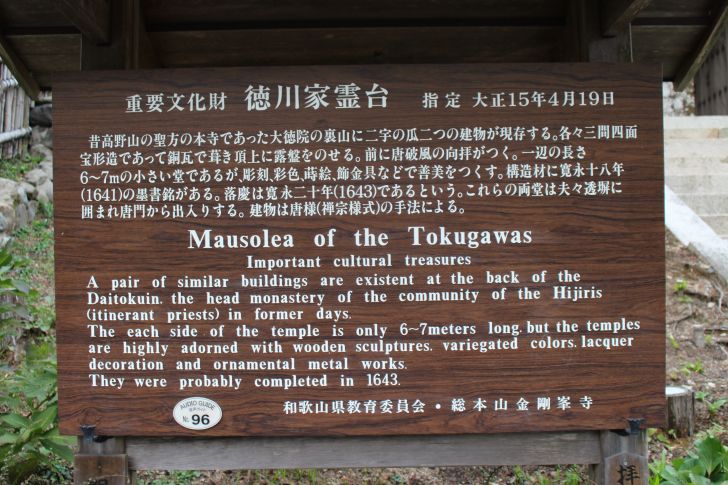 重要文化財 徳川家霊台 指定 大正15年4月19日
昔高野山の聖方の本寺であった大徳院の裏山に二宇の瓜二つの建物が現存する。各々三間四面
宝形造であって銅瓦で葺き頂上に露盤をのせる。前に唐破風の向拝がつく。一辺の長さ
6~7mの小さい堂であるが、彫刻、彩色、蒔絵、飾金具などで善美をつくす。構造材に寛永十八年
(1641)の墨書銘がある。落慶は寛永二十年(1643)であるという。これらの両堂は夫々透塀に
囲まれ唐門から出入りする。建物は唐様(禅宗様式)の手法による。
Mausolea of the Tokugawas
Important cultural treasures
A pair of similar buildings are existent at the back of the
Daitokuin. the head monastery of the community of the Hijiris
(itinerant priests) in former days.
The each side of the temple is only 6~7meters long. but the temples
are highly adorned with wooden sculptures. variegated colors. lacquer
decoration and ornamental metal works.
They were probably completed in 1643.
AUDIO GUIDE
音声ガイド
No. 96
和歌山県教育委員会・総本山金剛峯寺
拝